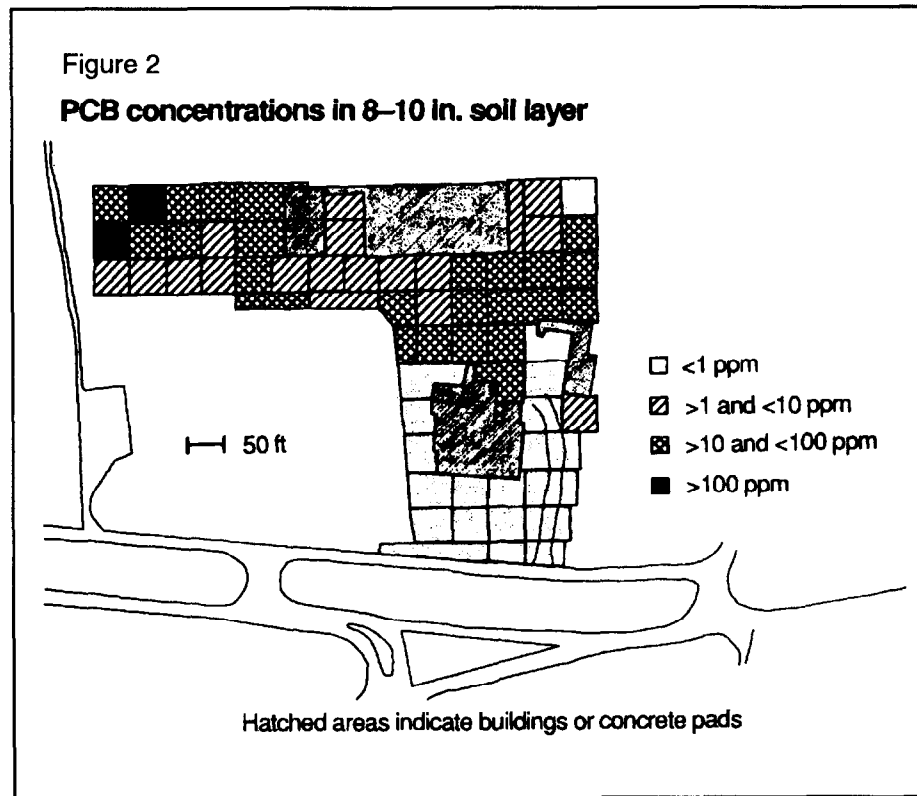 Figure 2
PCB concentrations in 8–10 in. soil layer
<1 ppm
>1 and <10 ppm
50 ft
>10 and <100 ppm
>100 ppm
Hatched areas indicate buildings or concrete pads